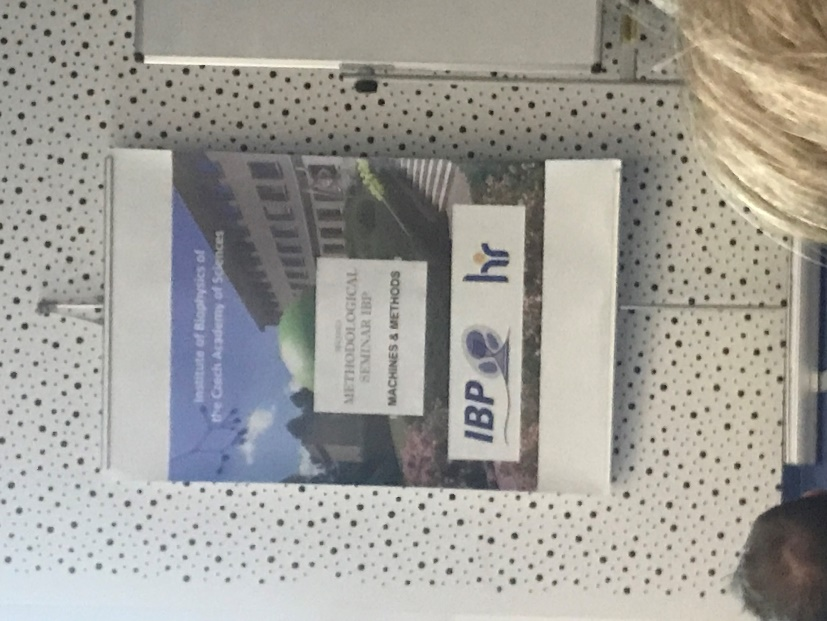 Institute of Biophysics of
the Czech Academy of Sciences
METHODOLOGICAL
SEMINAR IBP
MACHINES & METHODS
IBP
hr